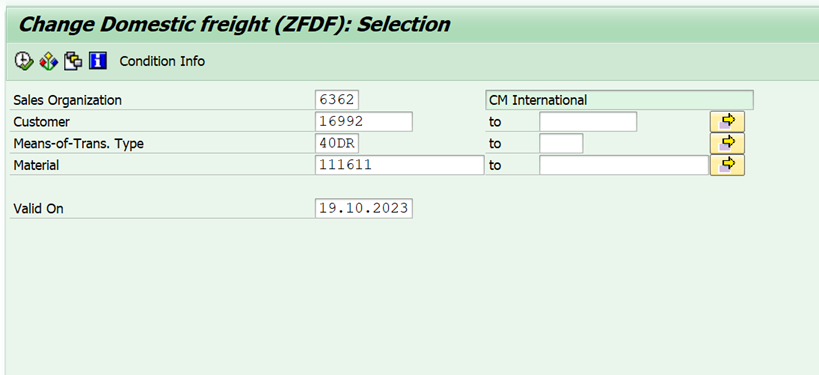 Change Domestic freight (ZFDF): Selection
Condition Info
Sales Organization 6362 CM International
Customer 16992 to
Means-of-Trans. Type 40DR to
Material 111611 to
Valid On 19.10.2023